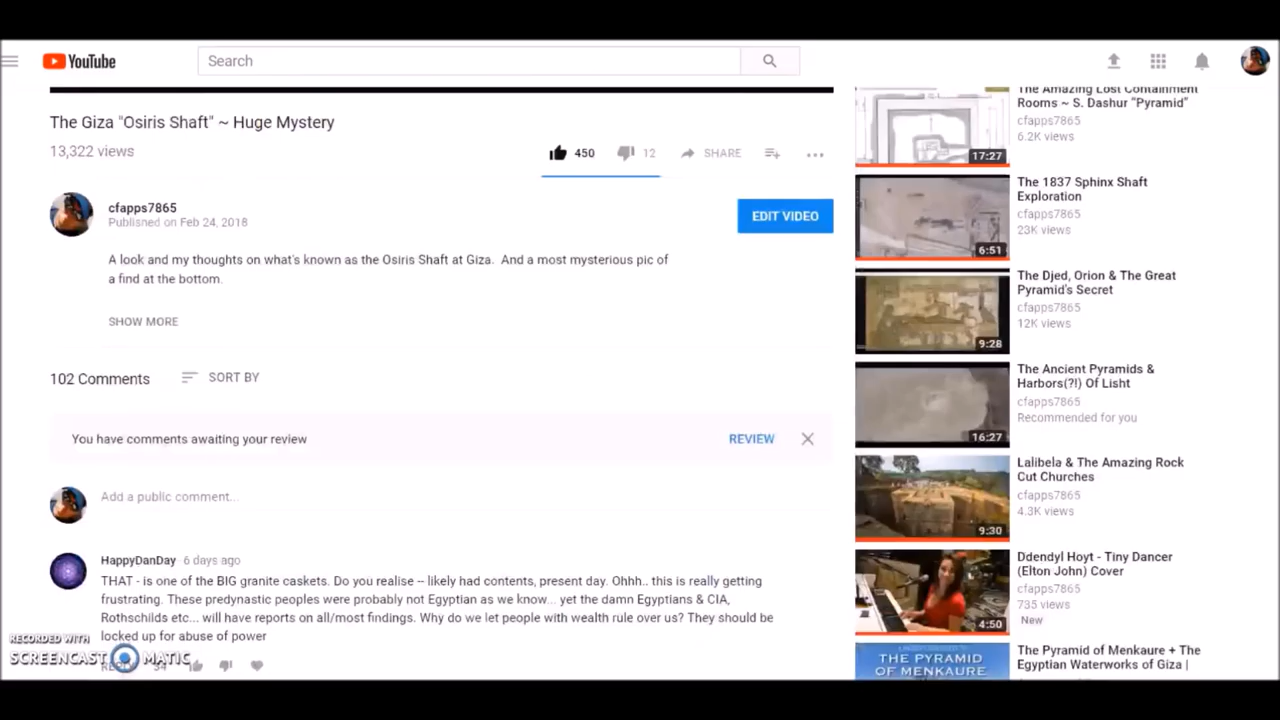 YouTube
Search
The Giza "Osiris Shaft" ~ Huge Mystery
13,322 views
450
12
SHARE
cfapps7865
Published on Feb 24, 2018
EDIT VIDEO
A look and my thoughts on what's known as the Osiris Shaft at Giza. And a most mysterious pic of
a find at the bottom.
SHOW MORE
102 Comments
SORT BY
You have comments awaiting your review
REVIEW
Add a public comment...
HappyDanDay 6 days ago
THAT - is one of the BIG granite caskets. Do you realise -- likely had contents, present day. Ohhh.. this is really getting
frustrating. These predynastic peoples were probably not Egyptian as we know... yet the damn Egyptians & CIA,
Rothschilds etc... will have reports on all/most findings. Why do we let people with wealth rule over us? They should be
locked up for abuse of power
RECORDED WITH
SCREENCAST MATIC
The Amazing Lost Containment
Rooms ~ S. Dashur "Pyramid"
cfapps7865
6.2K views
17:27
The 1837 Sphinx Shaft
Exploration
cfapps7865
23K views
6:51
The Djed, Orion & The Great
Pyramid's Secret
cfapps7865
12K views
9:28
The Ancient Pyramids &
Harbors(?!) Of Lisht
cfapps7865
Recommended for you
16:27
Lalibela & The Amazing Rock
Cut Churches
cfapps7865
4.3K views
9:30
Ddendyl Hoyt - Tiny Dancer
(Elton John) Cover
cfapps7865
735 views
New
4:50
The Pyramid of Menkaure + The
Egyptian Waterworks of Giza |
THE PYRAMID
OF MENKAURE